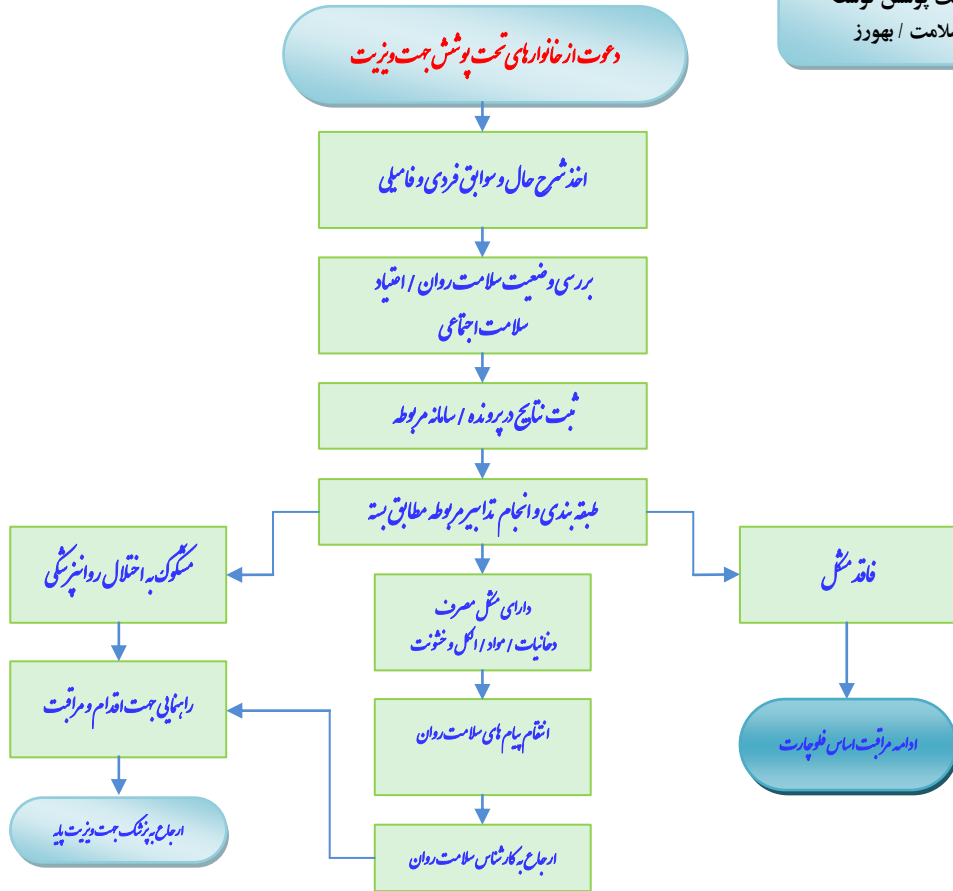 پوشش
سلامت / بهورز
دعوت از خانوارهای تحت پوشش جهت ویزیت
اخذ شرح حال و سوابق فردی و فامیلی
بررسی وضعیت سلامت روان / اعتیاد
سلامت اجتماعی
ثبت نتایج در پرونده / سامانه مربوطه
طبقه بندی و انجام تدابیر مربوطه مطابق بسته
فاقد مشکل
دارای مشکل مصرف
دخانیات / مواد / الکل و خشونت
مشکوک به اختلال روانپزشکی
راهنمایی جهت اقدام و مراقبت
انتقام پیام های سلامت روان
ادامه مراقبت اساس فلوچارت
ارجاع به پزشک جهت ویزیت پایه
ارجاع به کارشناس سلامت روان